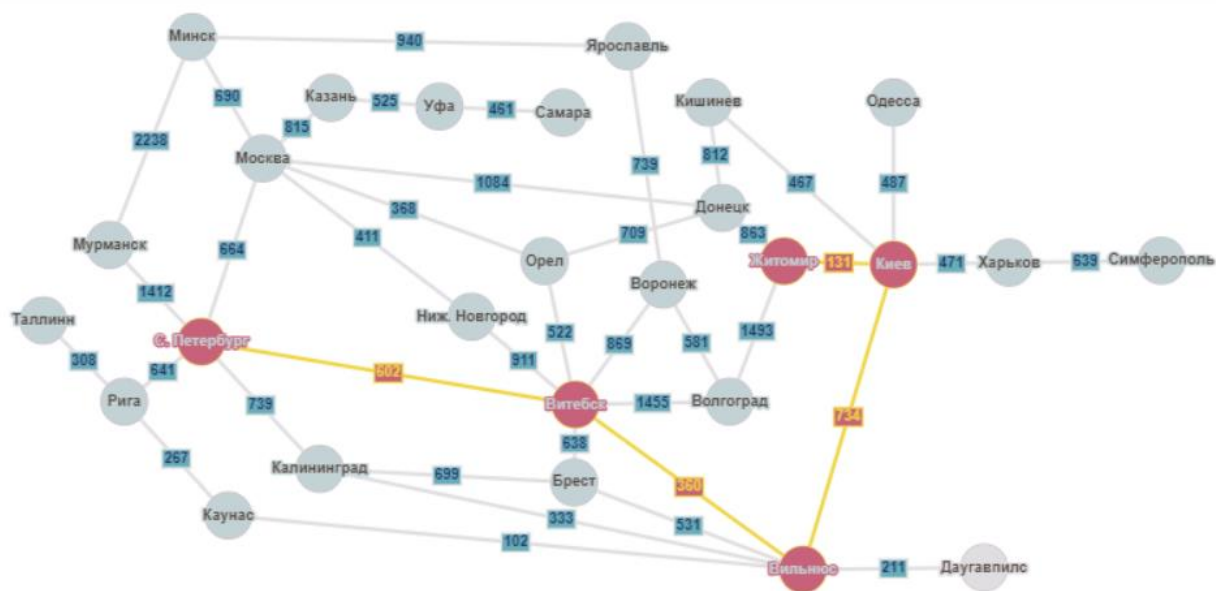 Минск
940
Ярославль
690
Казань
525
Уфа
461
Самара
Кишинев
Одесса
815
2238
Москва
812
739
1084
467
487
368
Донецк
411
709
863
Мурманск
664
Орел
Житомир
131
Киев
471
Харьков
639
Симферополь
Воронеж
1412
Таллинн
Ниж. Новгород
522
1493
С. Петербург
869
581
308
641
911
602
Рига
739
Витебск
1455
Волгоград
734
638
267
Калининград
699
Брест
360
Каунас
333
531
102
Вильнюс
211
Даугавпилс